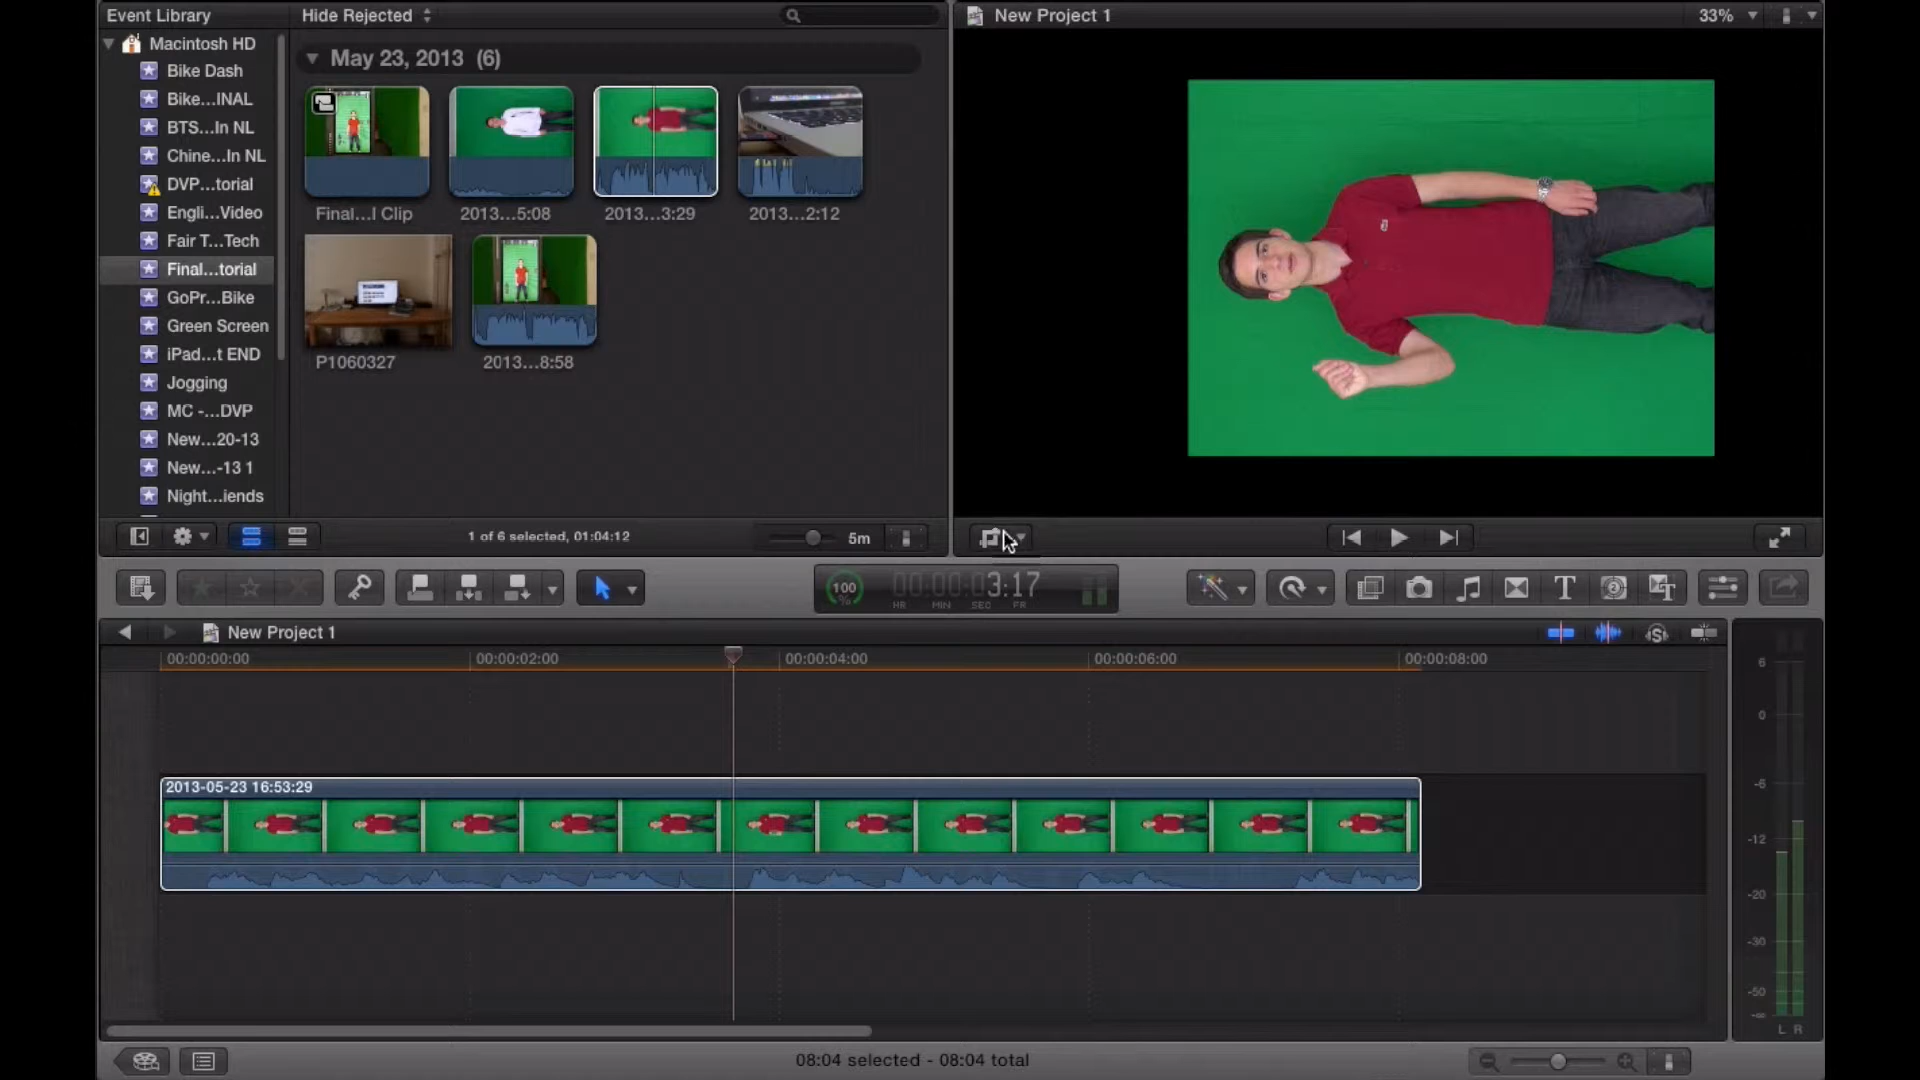 Event Library
Hide Rejected
New Project 1
33%
Macintosh HD
Bike Dash
Bike...INAL
BTS...In NL
Chine...In NL
DVP...torial
Engli...Video
Fair T...Tech
Final...torial
GoPr...Bike
Green Screen
iPad...t END
Jogging
MC -...DVP
New...20-13
New...-13 1
Night...iends
May 23, 2013 (6)
Final...l Clip
2013...5:08
2013...3:29
2013...2:12
P1060327
2013...8:58
1 of 6 selected, 01:04:12
5m
100
%
00:00:03:17
HR MIN SEC FR
T
New Project 1
S
00:00:00:00
00:00:02:00
00:00:04:00
00:00:06:00
00:00:08:00
2013-05-23 16:53:29
6
0
-6
-12
-20
-30
-50
-∞
L R
08:04 selected - 08:04 total